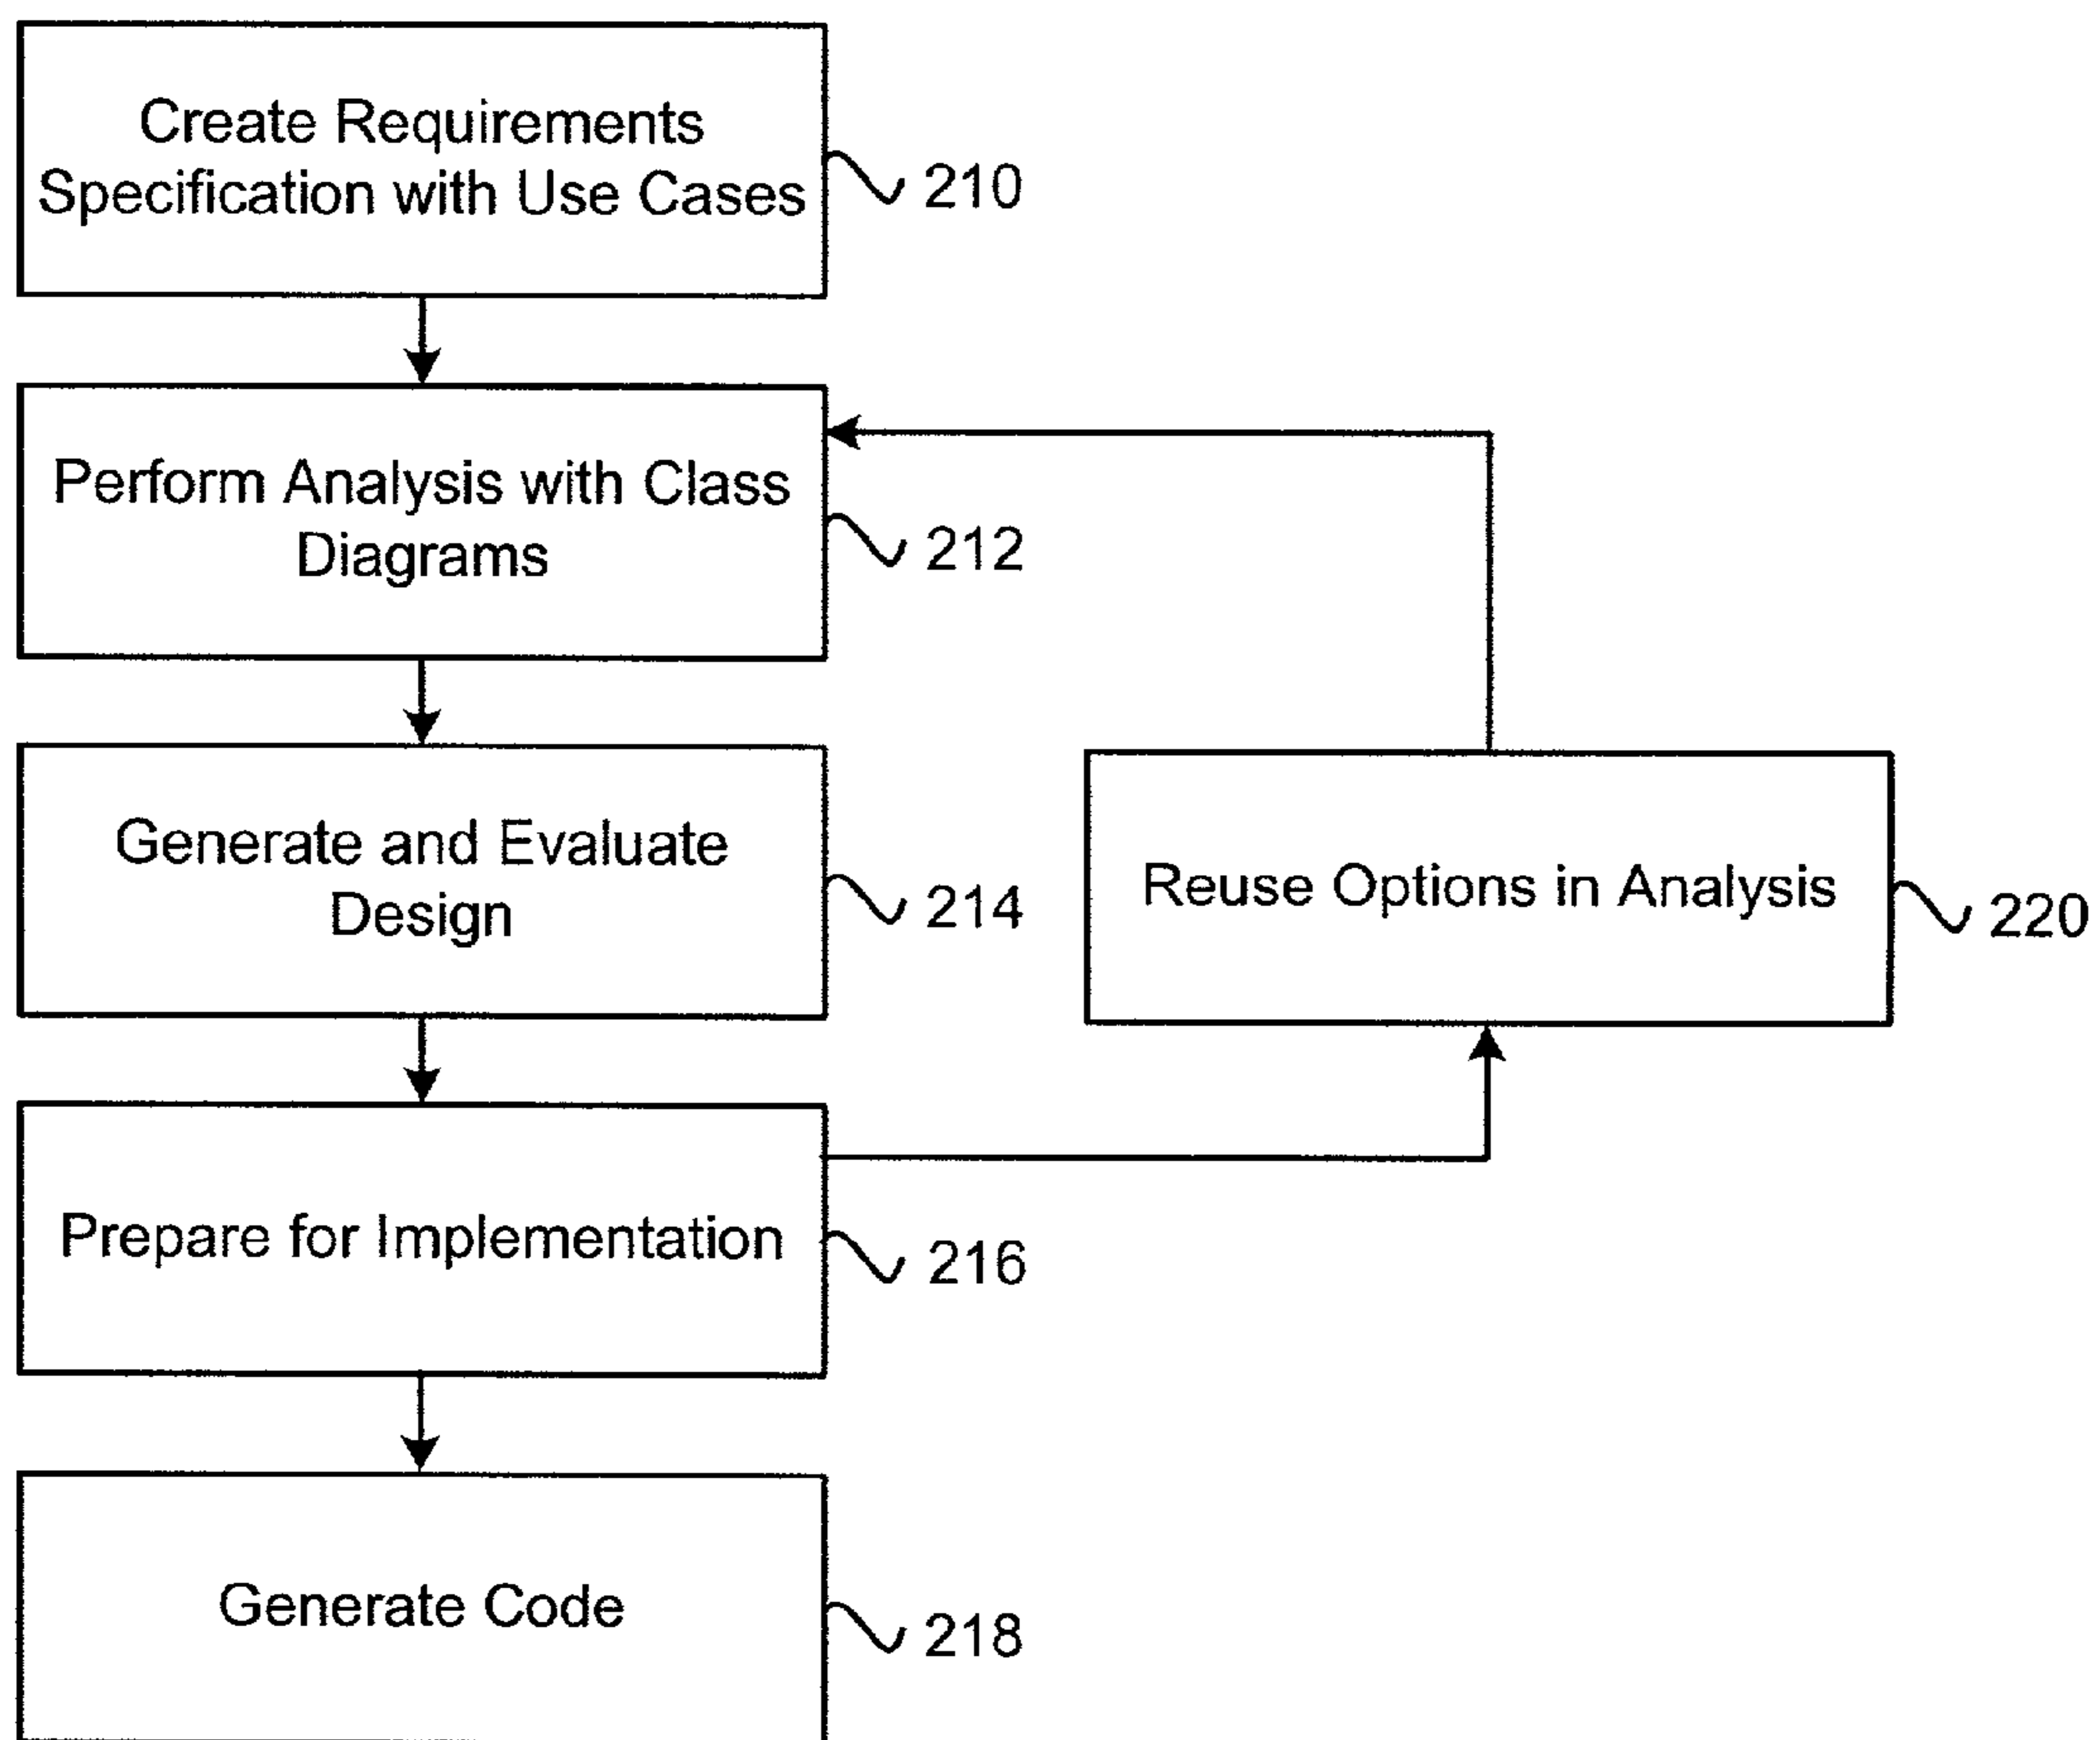 Create Requirements
Specification with Use Cases
210
Perform Analysis with Class
Diagrams
212
Generate and Evaluate
Design
214
Reuse Options in Analysis
220
Prepare for Implementation
216
Generate Code
218